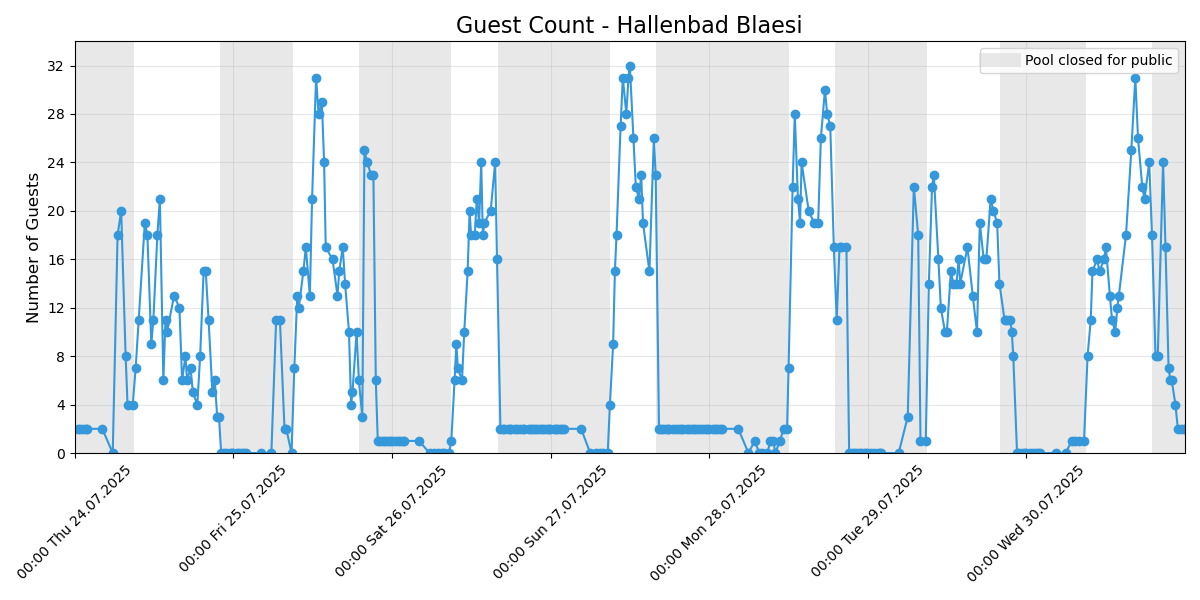 Guest Count - Hallenbad Blaesi
Pool closed for public
Number of Guests
32
28
24
20
16
12
8
4
0
00:00 Thu 24.07.2025
00:00 Fri 25.07.2025
00:00 Sat 26.07.2025
00:00 Sun 27.07.2025
00:00 Mon 28.07.2025
00:00 Tue 29.07.2025
00:00 Wed 30.07.2025